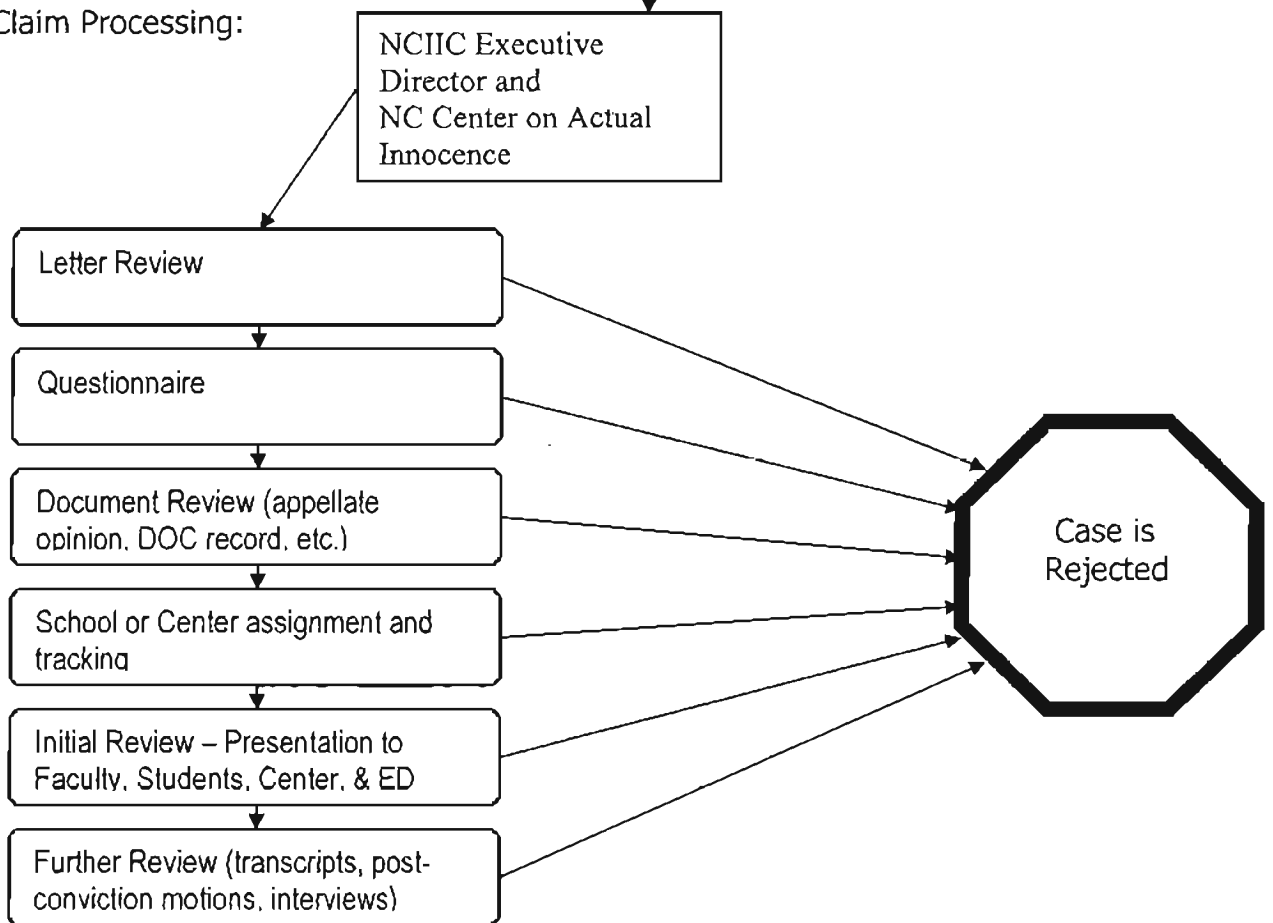 Claim Processing:
NCIIC Executive
Director and
NC Center on Actual
Innocence
Letter Review
Questionnaire
Document Review (appellate
opinion, DOC record, etc.)
School or Center assignment and
tracking
Initial Review – Presentation to
Faculty, Students, Center, & ED
Further Review (transcripts, post-
conviction motions, interviews)
Case is
Rejected